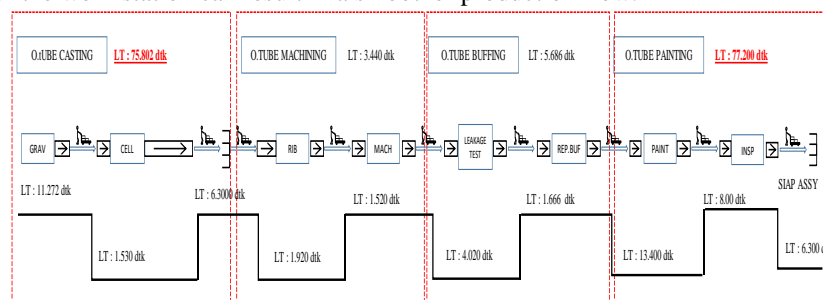 O.tUBE CASTING
LT : 75.802 dtk
O.TUBE MACHINING
LT : 3.440 dtk
O.TUBE BUFFING
LT : 5.686 dtk
O.TUBE PAINTING
LT : 77.200 dtk
GRAV
CELL
RIB
MACH
LEAKAGE
TEST
REP.BUF
PAINT
INSP
SIAP ASSY
LT : 11.272 dtk
LT : 6.3000 dtk
LT : 1.520 dtk
LT : 1.666 dtk
LT : 8.00 dtk
LT : 1.530 dtk
LT : 1.920 dtk
LT : 4.020 dtk
LT : 13.400 dtk
LT : 6.300